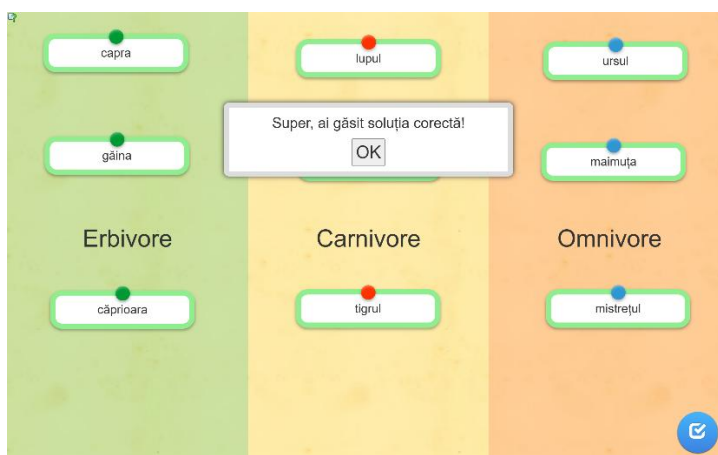 capra
lupul
ursul
Super, ai găsit soluția corectă!
OK
găina
maimuța
Erbivore
Carnivore
Omnivore
căprioara
tigrul
mistrețul